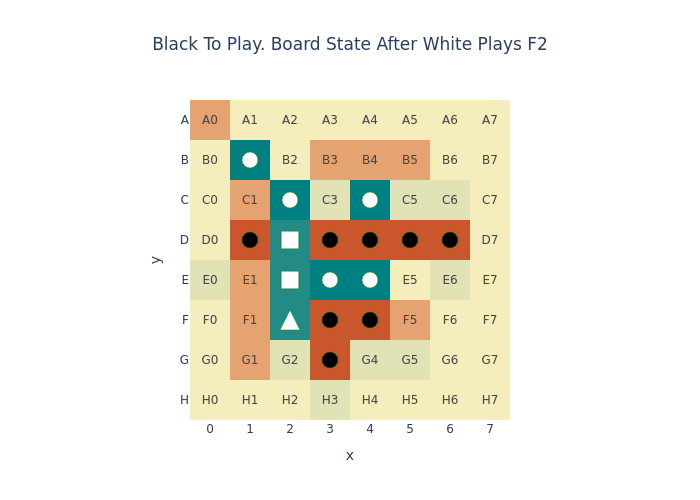 Black To Play. Board State After White Plays F2
A A0 A1 A2 A3 A4 A5 A6 A7
B B0 B2 B3 B4 B5 B6 B7
C C0 C1 C3 C5 C6 C7
D D0 D7
E E0 E1 E5 E6 E7
F F0 F1 F5 F6 F7
G G0 G1 G2 G4 G5 G6 G7
H H0 H1 H2 H3 H4 H5 H6 H7
0 1 2 3 4 5 6 7
x
y